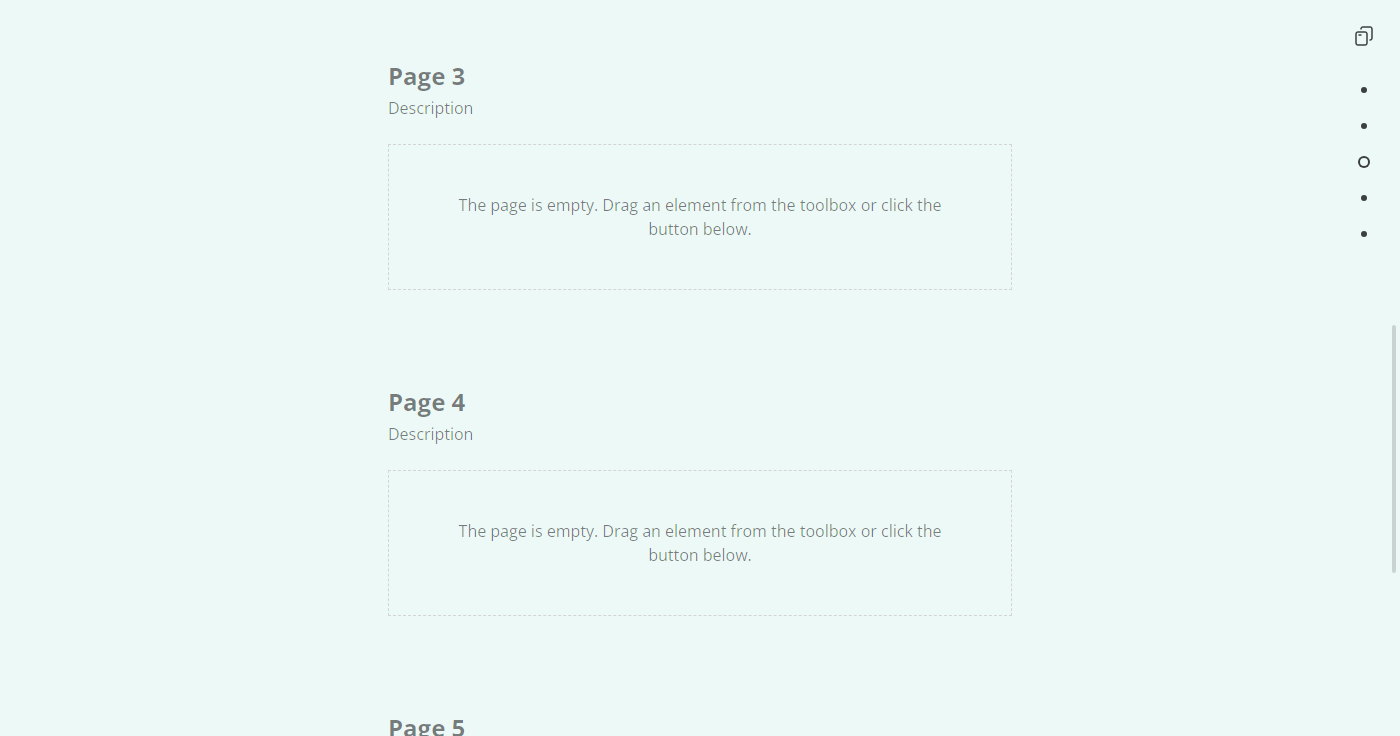 Page 3
Description
The page is empty. Drag an element from the toolbox or click the
button below.
Page 4
Description
The page is empty. Drag an element from the toolbox or click the
button below.
Page 5